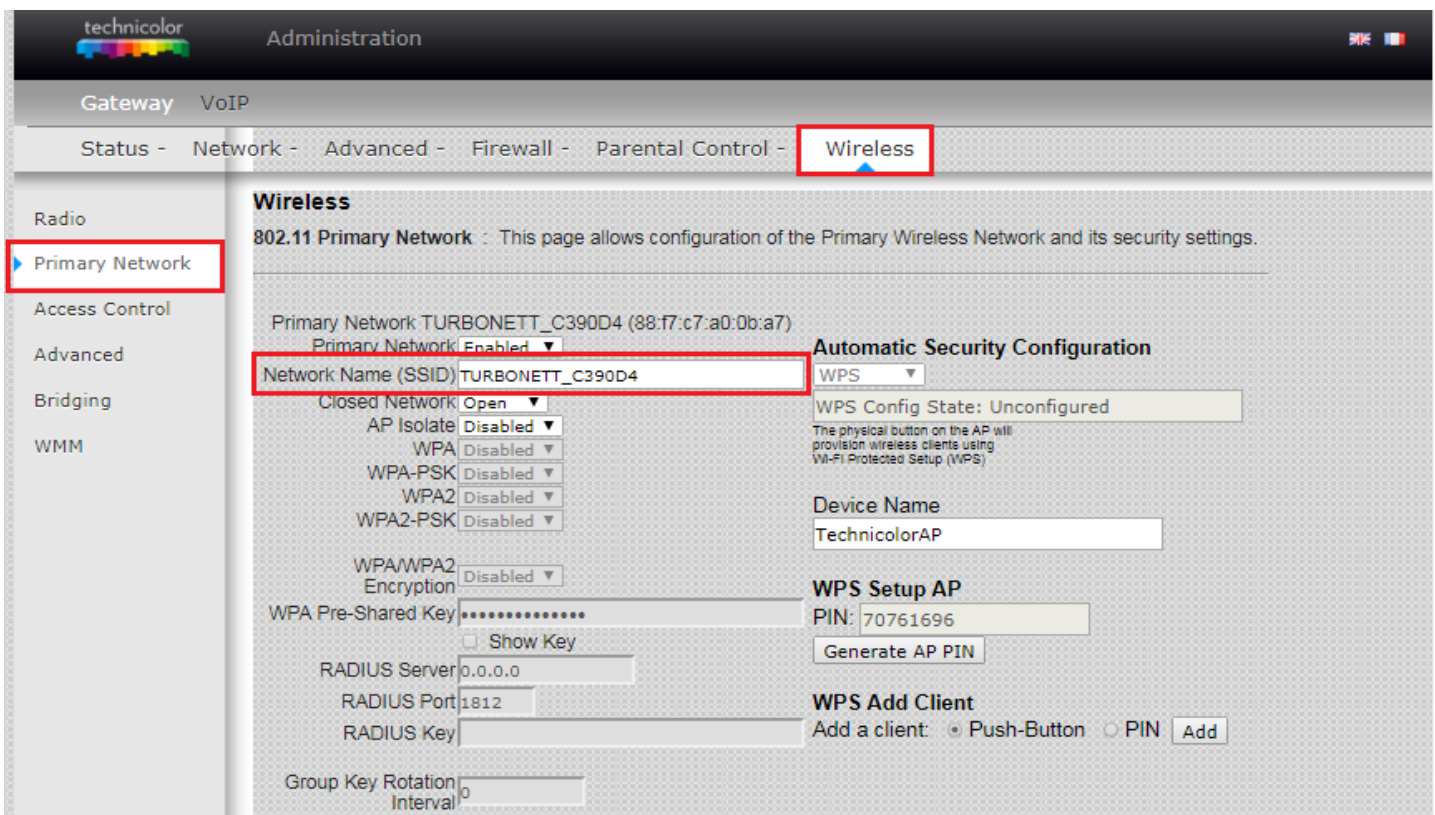 technicolor
Administration
Gateway VoIP
Status - Network - Advanced - Firewall - Parental Control - Wireless
Radio
Primary Network
Access Control
Advanced
Bridging
WMM
Wireless
802.11 Primary Network : This page allows configuration of the Primary Wireless Network and its security settings.
Primary Network TURBONETT_C390D4 (88:f7:c7:a0:0b:a7)
Primary Network Enabled
Network Name (SSID) TURBONETT_C390D4
Closed Network Open
AP Isolate Disabled
WPA Disabled
WPA-PSK Disabled
WPA2 Disabled
WPA2-PSK Disabled
WPA/WPA2
Encryption Disabled
WPA Pre-Shared Key ••••••••••••••
Show Key
RADIUS Server 0.0.0.0
RADIUS Port 1812
RADIUS Key
Group Key Rotation
Interval 0
Automatic Security Configuration
WPS
WPS Config State: Unconfigured
The physical button on the AP will
provision wireless clients using
Wi-Fi Protected Setup (WPS)
Device Name
TechnicolorAP
WPS Setup AP
PIN: 70761696
Generate AP PIN
WPS Add Client
Add a client: Push-Button PIN Add